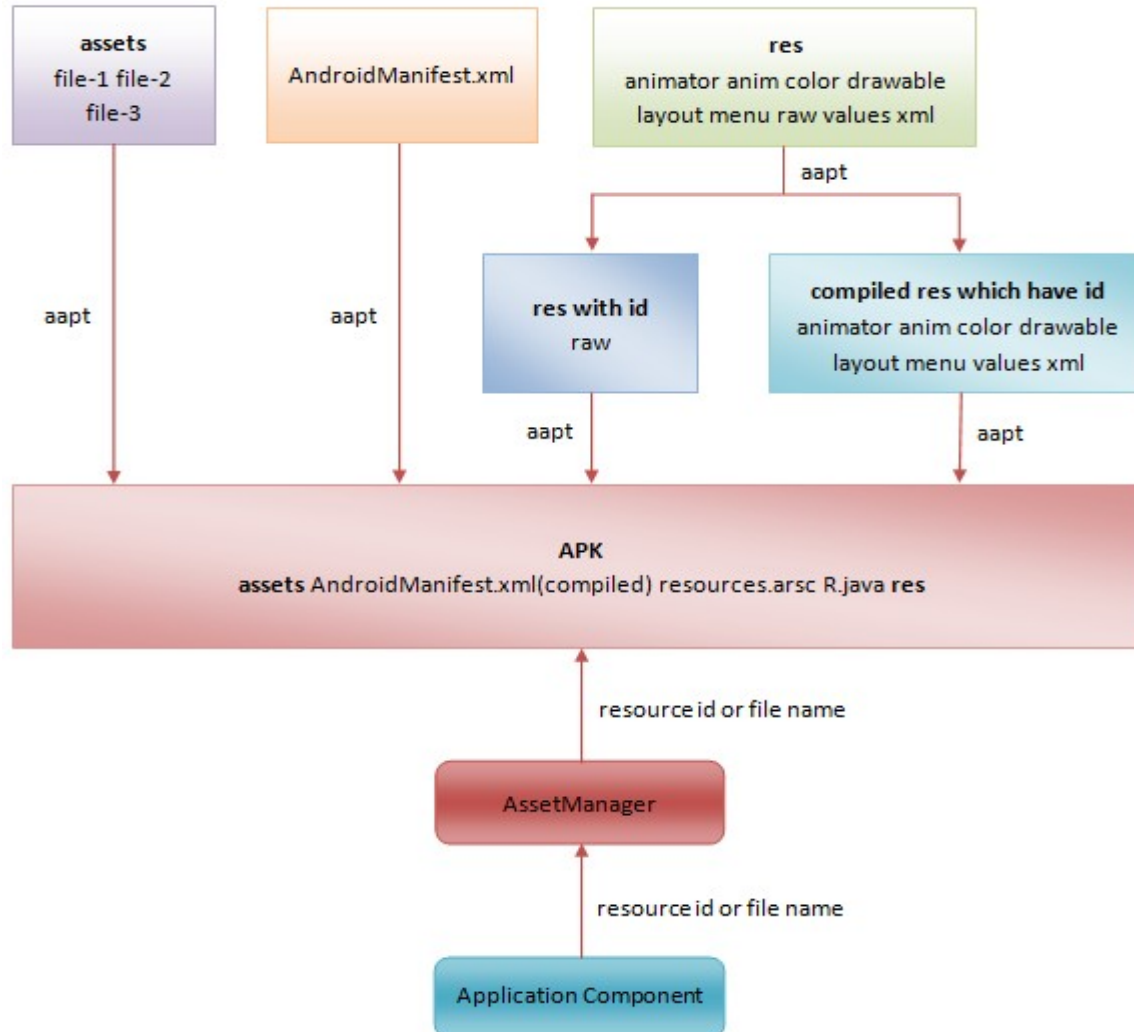 assets
file-1 file-2
file-3
AndroidManifest.xml
res
animator anim color drawable
layout menu raw values xml
aapt
res with id
raw
compiled res which have id
animator anim color drawable
layout menu values xml
aapt
aapt
aapt
aapt
APK
assets AndroidManifest.xml(compiled) resources.arsc R.java res
resource id or file name
AssetManager
resource id or file name
Application Component